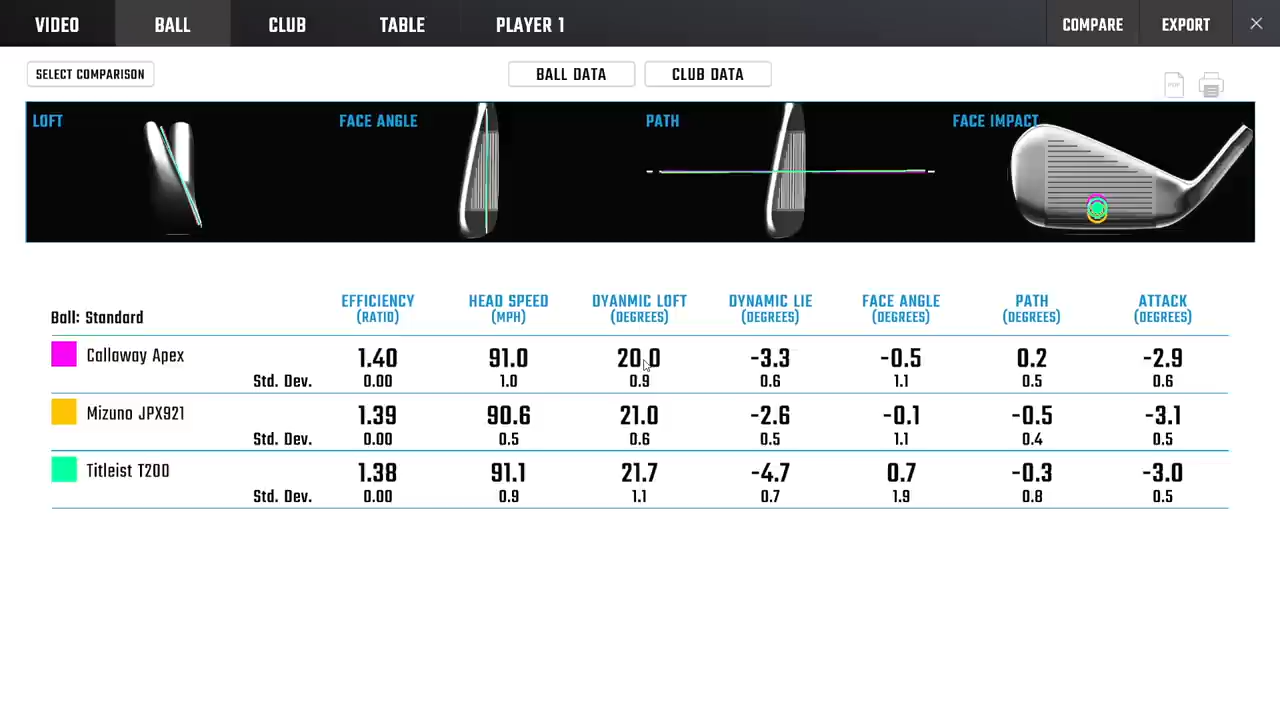 VIDEO BALL CLUB TABLE PLAYER 1 COMPARE EXPORT
SELECT COMPARISON BALL DATA CLUB DATA
LOFT FACE ANGLE PATH FACE IMPACT
EFFICIENCY HEAD SPEED DYANMIC LOFT DYNAMIC LIE FACE ANGLE PATH ATTACK
Ball: Standard (RATIO) (MPH) (DEGREES) (DEGREES) (DEGREES) (DEGREES) (DEGREES)
Callaway Apex 1.40 91.0 20.0 -3.3 -0.5 0.2 -2.9
Std. Dev. 0.00 1.0 0.9 0.6 1.1 0.5 0.6
Mizuno JPX921 1.39 90.6 21.0 -2.6 -0.1 -0.5 -3.1
Std. Dev. 0.00 0.5 0.6 0.5 1.1 0.4 0.5
Titleist T200 1.38 91.1 21.7 -4.7 0.7 -0.3 -3.0
Std. Dev. 0.00 0.9 1.1 0.7 1.9 0.8 0.5